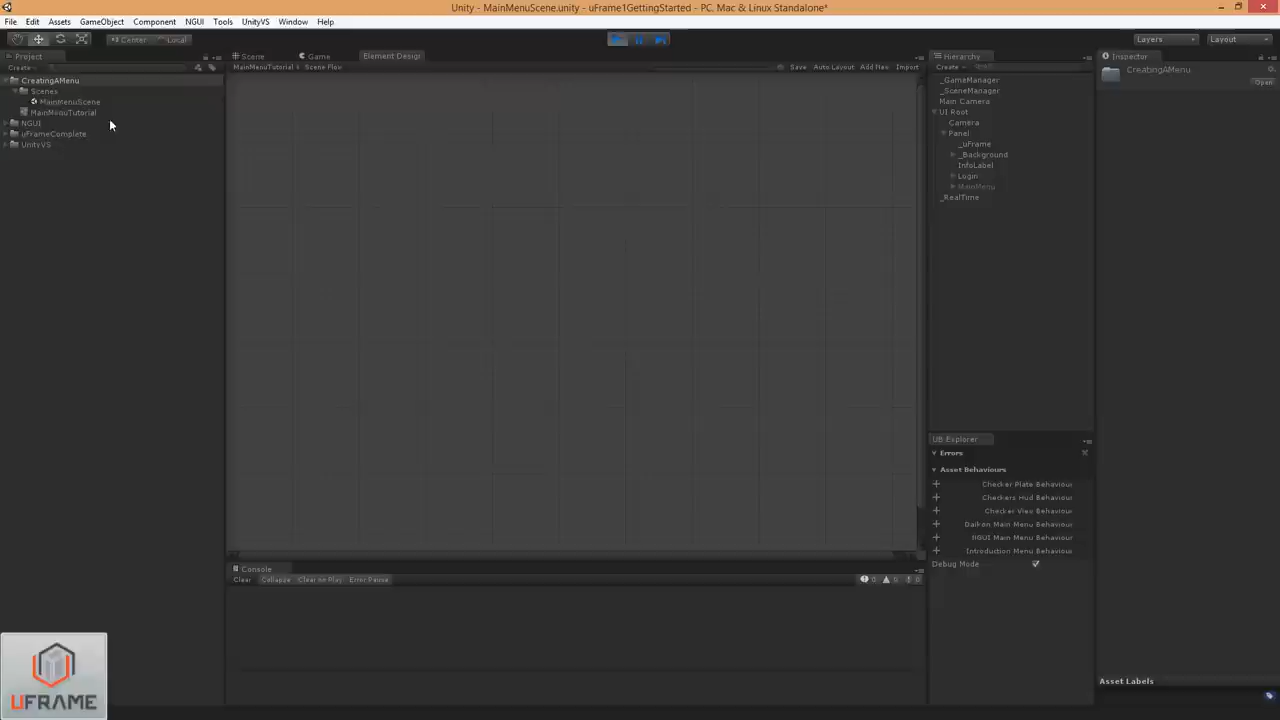 Unity - MainMenuScene.unity - uFrame1GettingStarted - PC, Mac & Linux Standalone*
File Edit Assets GameObject Component NGUI Tools UnityVS Window Help
Center Local Layers Layout
Project
Create
CreatingAMenu
Scenes
MainMenuScene
MainMenuTutorial
NGUI
uFrameComplete
UnityVS
Scene Game Element Design
MainMenuTutorial Scene Flow Save Auto Layout Add New Import
Hierarchy
Create
_GameManager
_SceneManager
Main Camera
UI Root
Camera
Panel
_uFrame
_Background
InfoLabel
Login
MainMenu
_RealTime
UB Explorer
Errors
Asset Behaviours
Checker Plate Behaviour
Checkers Hud Behaviour
Checker View Behaviour
Daikon Main Menu Behaviour
NGUI Main Menu Behaviour
Introduction Menu Behaviour
Debug Mode
Inspector
CreatingAMenu
Open
Asset Labels
Console
Clear Collapse Clear on Play Error Pause 0 0 0
UFRAME